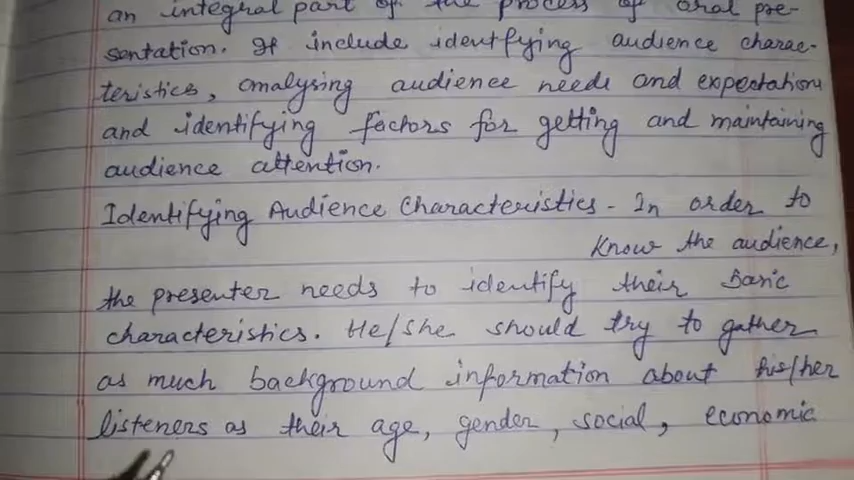 an integral part of the process of oral pre-
sentation. It include identfying audience charac-
teristics, analysing audience needs and expectations
and identifying factors for getting and maintaining
audience attention.
Identifying Audience Characteristics - In order to
know the audience,
the presenter needs to identify their basic
characteristics. He/she should try to gather
as much background information about his/her
listeners as their age, gender, social, economic